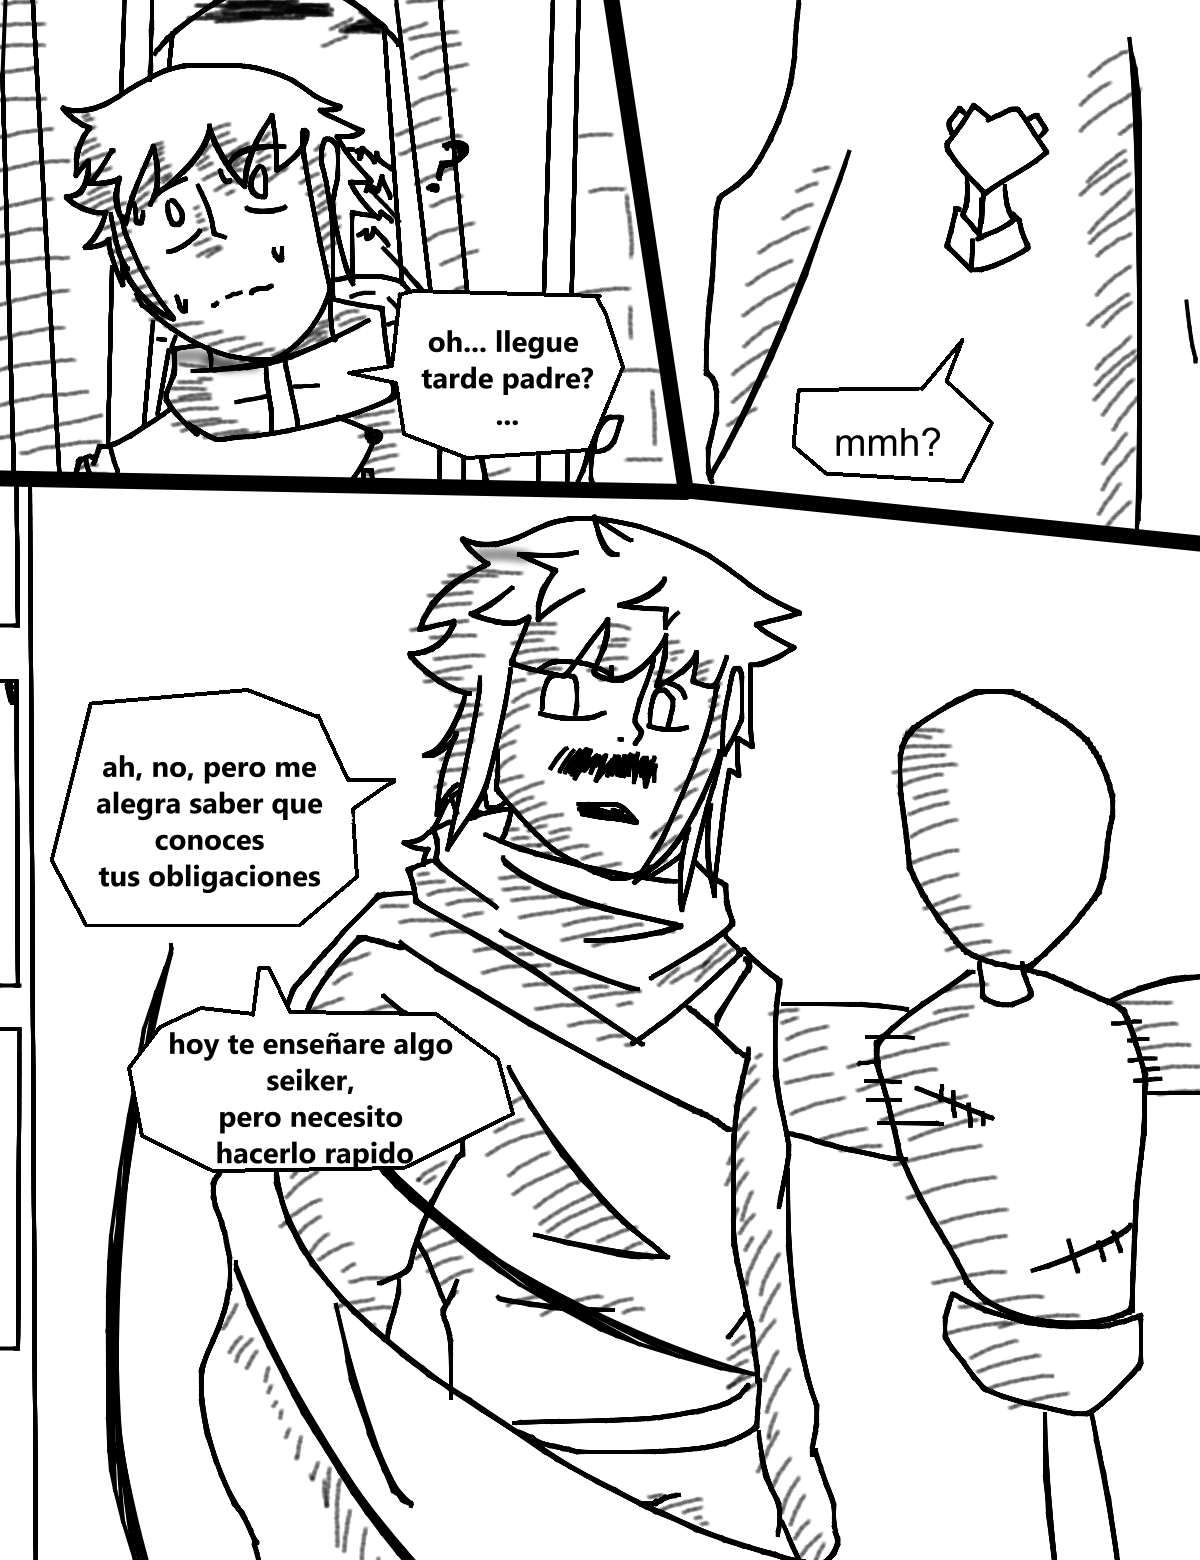 oh... llegue
tarde padre?
...
mmh?
ah, no, pero me
alegra saber que
conoces
tus obligaciones
hoy te enseñare algo
seiker,
pero necesito
hacerlo rapido